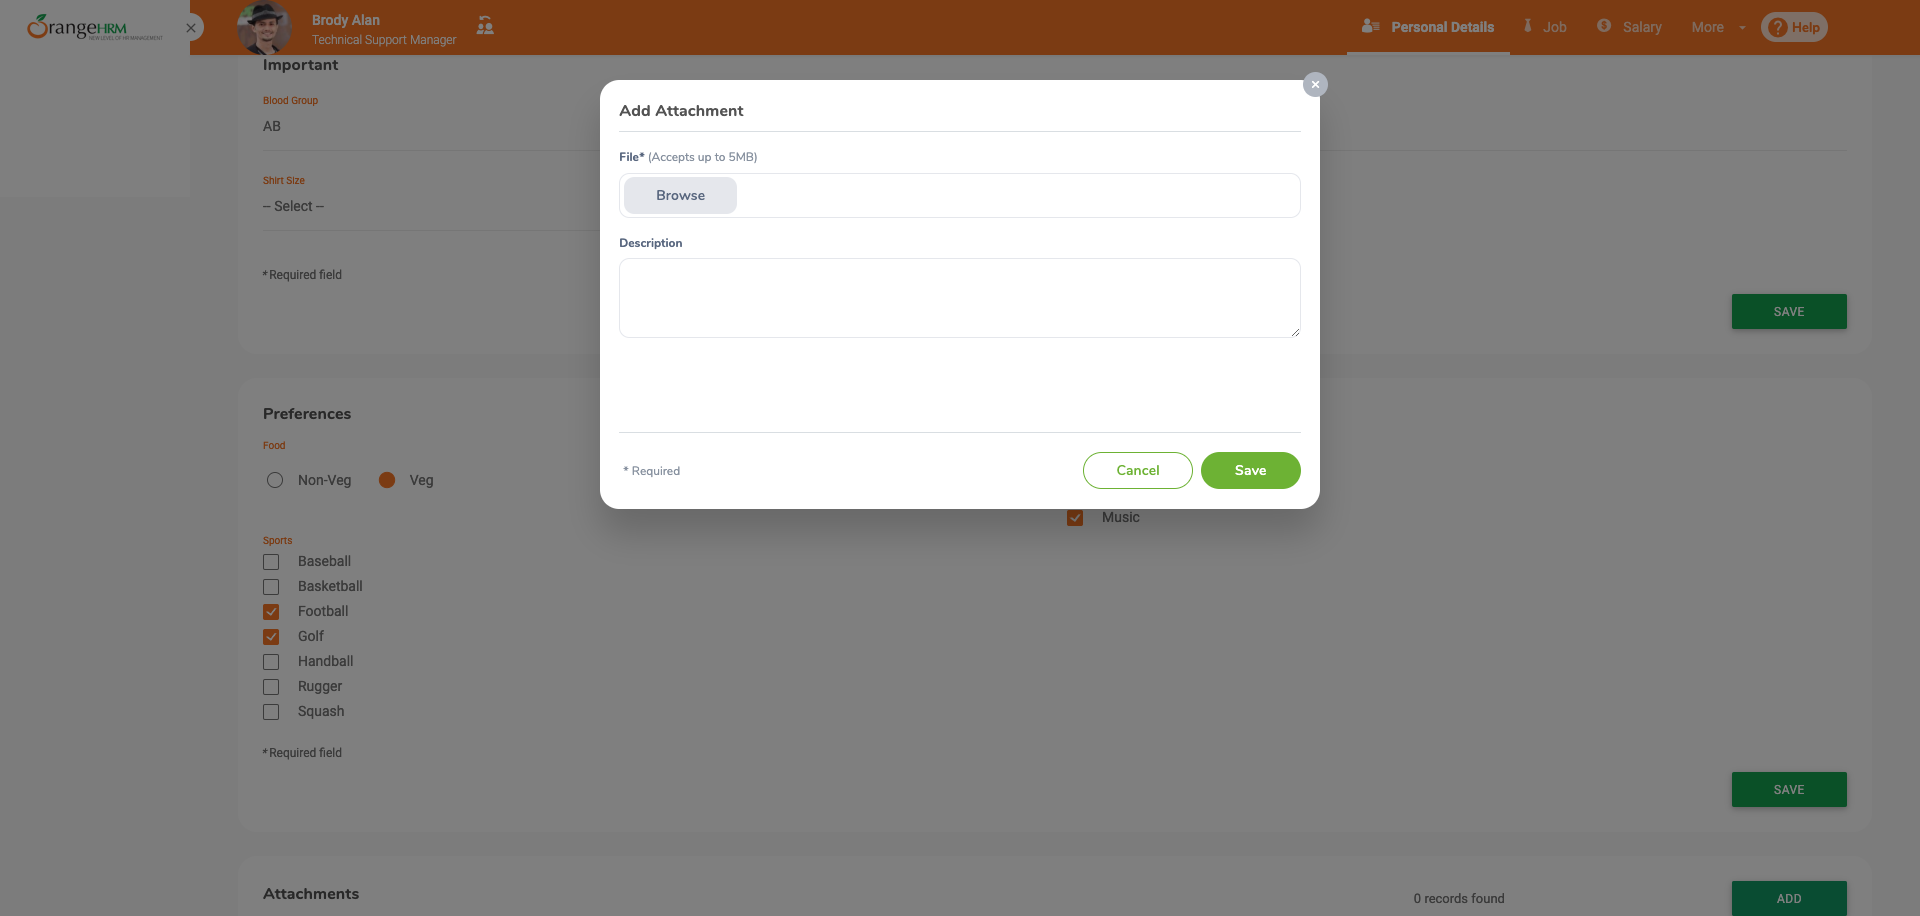 OrangeHRM
NEW LEVEL OF HR MANAGEMENT
Brody Alan
Technical Support Manager
Personal Details
Job
Salary
More
Help
Important
Blood Group
AB
Shirt Size
-- Select --
* Required field
SAVE
Add Attachment
File* (Accepts up to 5MB)
Browse
Description
* Required
Cancel
Save
Preferences
Food
Non-Veg
Veg
Music
Sports
Baseball
Basketball
Football
Golf
Handball
Rugger
Squash
* Required field
SAVE
Attachments
0 records found
ADD